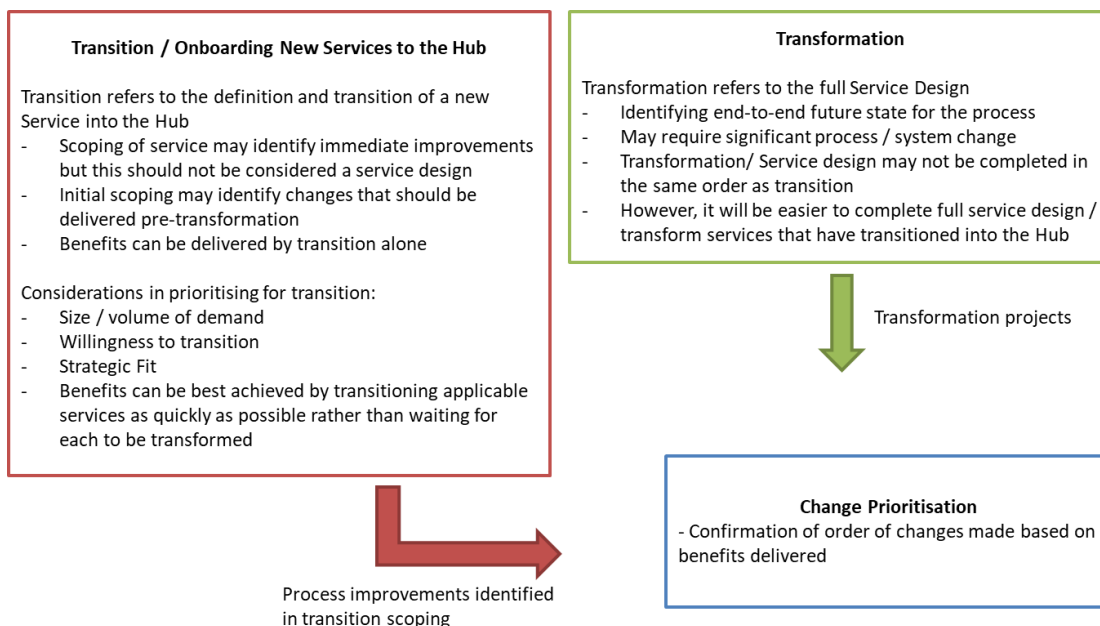 Transition / Onboarding New Services to the Hub
Transition refers to the definition and transition of a new
Service into the Hub
- Scoping of service may identify immediate improvements
but this should not be considered a service design
- Initial scoping may identify changes that should be
delivered pre-transformation
- Benefits can be delivered by transition alone
Considerations in prioritising for transition:
- Size / volume of demand
- Willingness to transition
- Strategic Fit
- Benefits can be best achieved by transitioning applicable
services as quickly as possible rather than waiting for
each to be transformed
Transformation
Transformation refers to the full Service Design
- Identifying end-to-end future state for the process
- May require significant process / system change
- Transformation/ Service design may not be completed in
the same order as transition
- However, it will be easier to complete full service design /
transform services that have transitioned into the Hub
Transformation projects
Process improvements identified
in transition scoping
Change Prioritisation
- Confirmation of order of changes made based on
benefits delivered